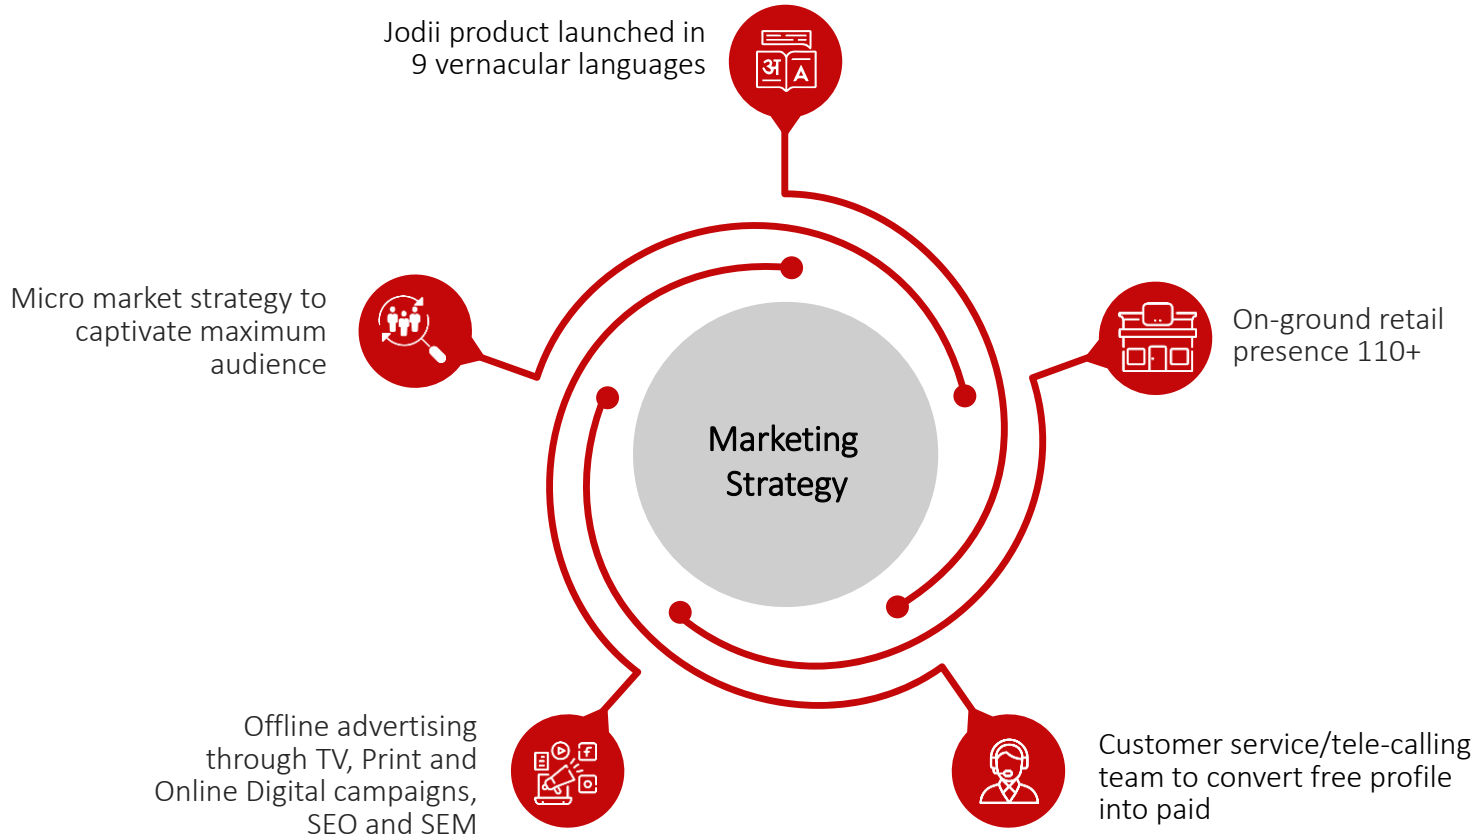 Jodii product launched in
9 vernacular languages
अ A
Micro market strategy to
captivate maximum
audience
On-ground retail
presence 110+
Marketing
Strategy
Offline advertising
through TV, Print and
Online Digital campaigns,
SEO and SEM
f
Customer service/tele-calling
team to convert free profile
into paid